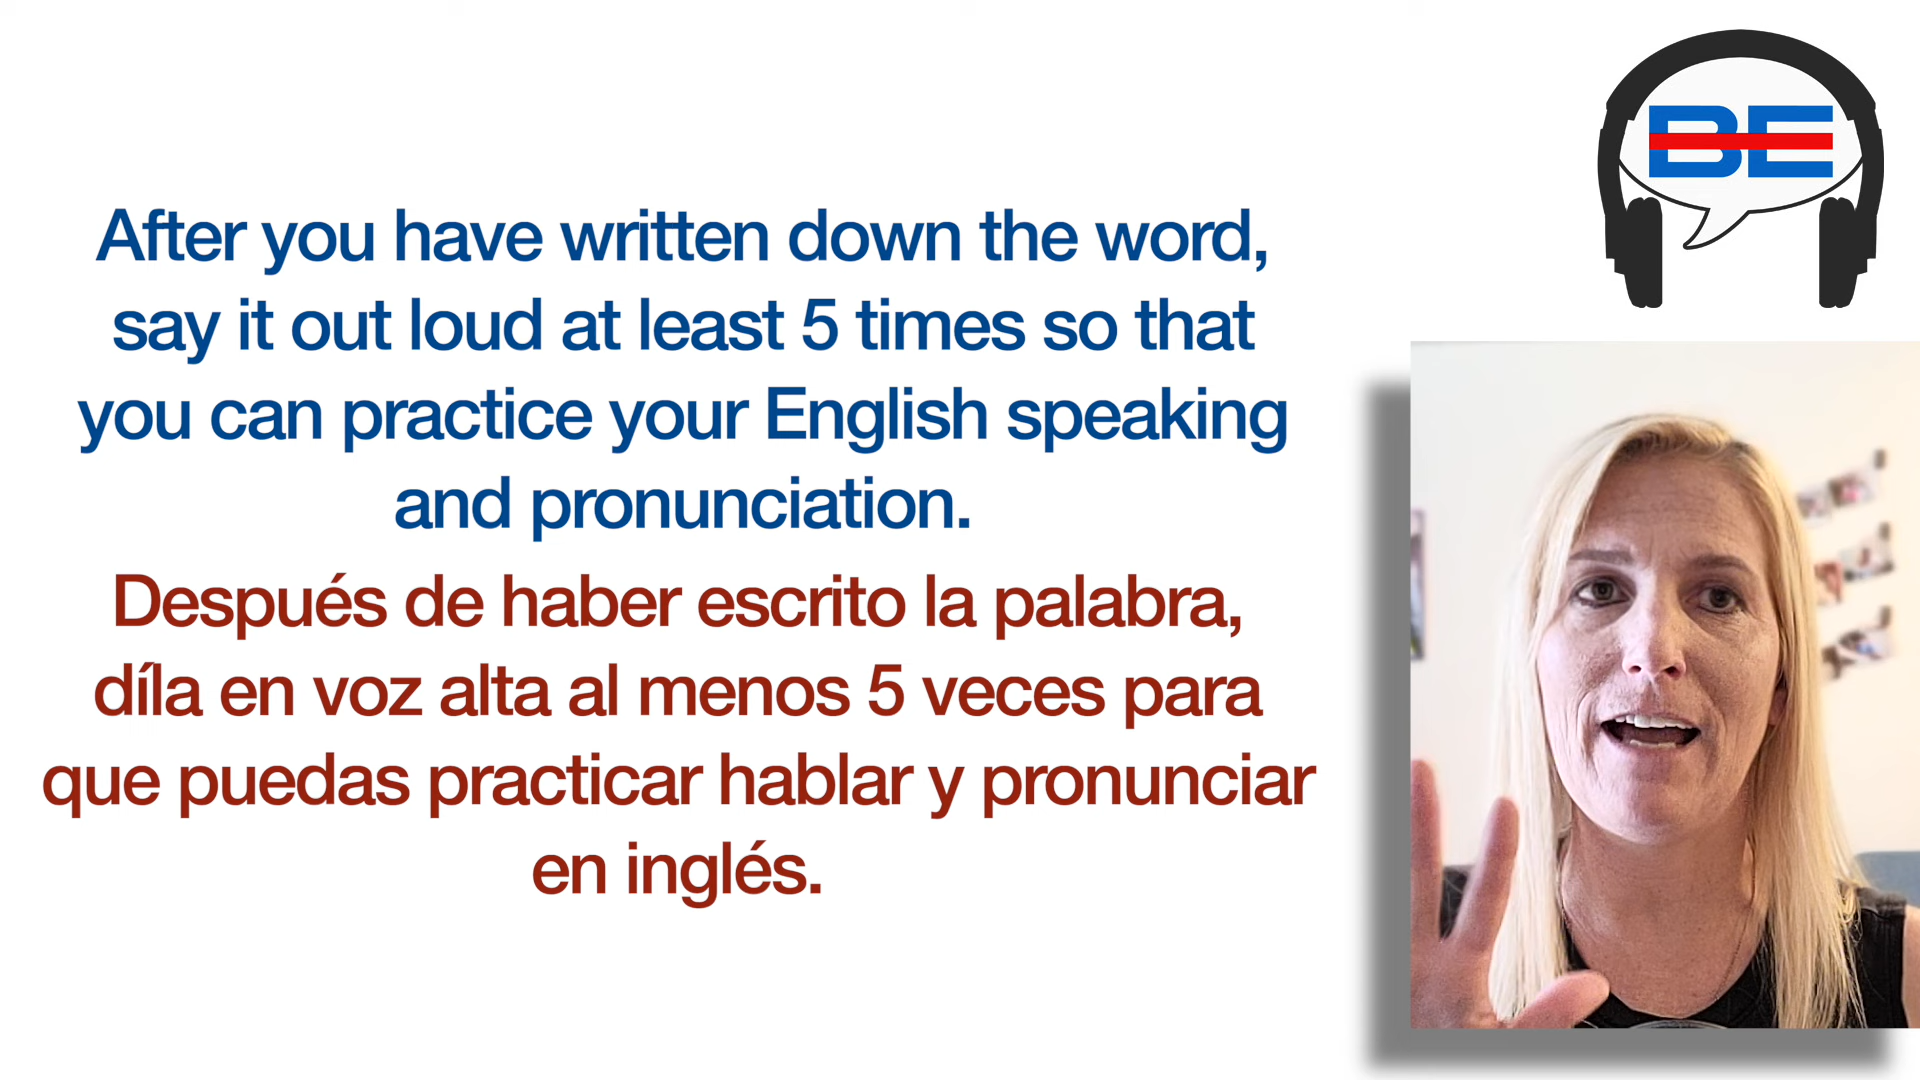 BE
After you have written down the word,
say it out loud at least 5 times so that
you can practice your English speaking
and pronunciation.
Después de haber escrito la palabra,
díla en voz alta al menos 5 veces para
que puedas practicar hablar y pronunciar
en inglés.